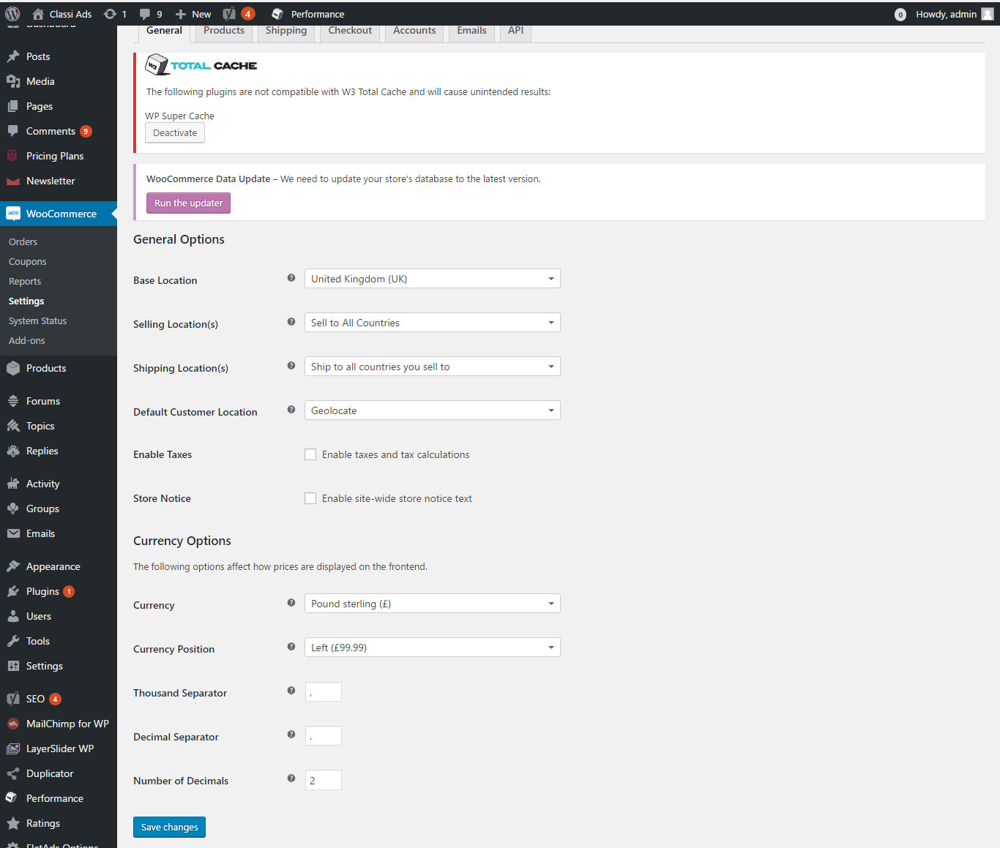 Classi Ads 1 9 New 4 Performance 0 Howdy, admin
Dashboard
Posts
Media
Pages
Comments 9
Pricing Plans
Newsletter
WooCommerce
Orders
Coupons
Reports
Settings
System Status
Add-ons
Products
Forums
Topics
Replies
Activity
Groups
Emails
Appearance
Plugins 1
Users
Tools
Settings
SEO 4
MailChimp for WP
LayerSlider WP
Duplicator
Performance
Ratings
FlatAds Options
General Products Shipping Checkout Accounts Emails API
W3 TOTAL CACHE
The following plugins are not compatible with W3 Total Cache and will cause unintended results:
WP Super Cache
Deactivate
WooCommerce Data Update – We need to update your store's database to the latest version.
Run the updater
General Options
Base Location United Kingdom (UK)
Selling Location(s) Sell to All Countries
Shipping Location(s) Ship to all countries you sell to
Default Customer Location Geolocate
Enable Taxes Enable taxes and tax calculations
Store Notice Enable site-wide store notice text
Currency Options
The following options affect how prices are displayed on the frontend.
Currency Pound sterling (£)
Currency Position Left (£99.99)
Thousand Separator ,
Decimal Separator .
Number of Decimals 2
Save changes